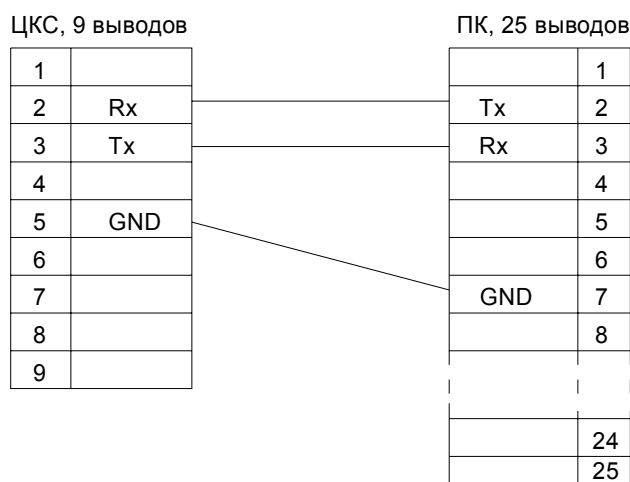 ЦКС, 9 выводов
1
2 Rx
3 Tx
4
5 GND
6
7
8
9
ПК, 25 выводов
1
Tx 2
Rx 3
4
5
6
GND 7
8
24
25